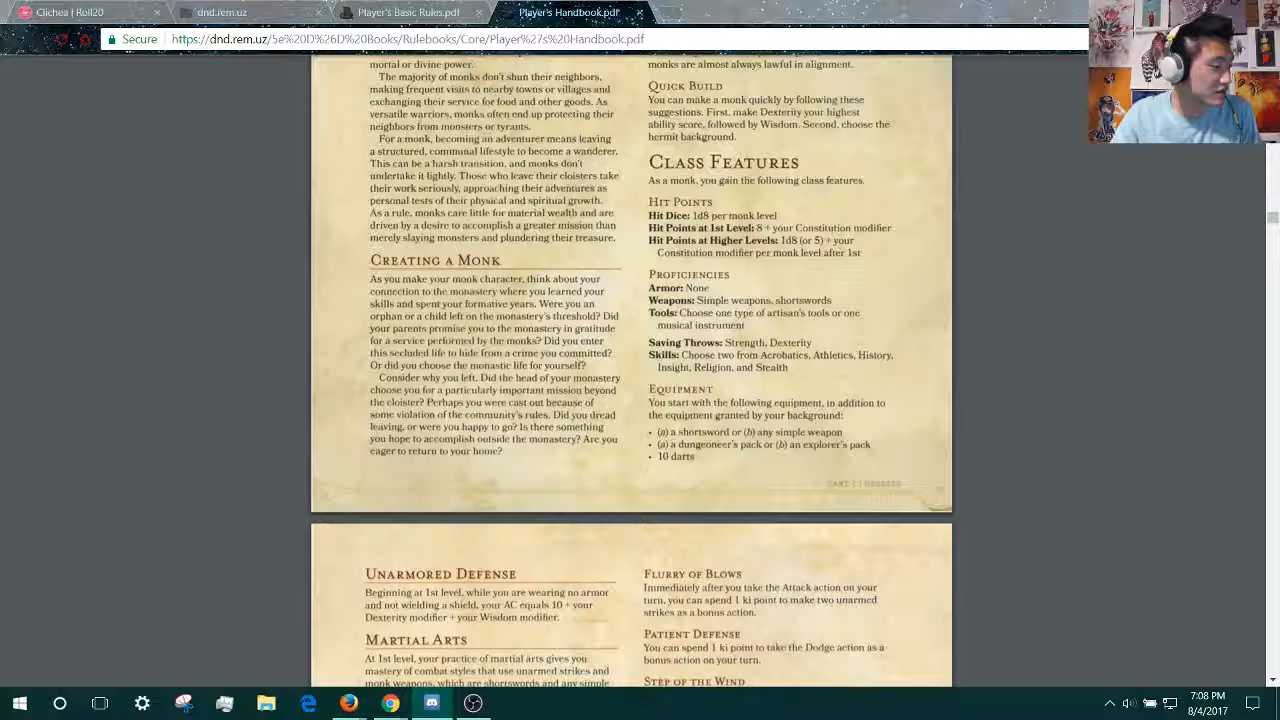 Clichea | Roll20
dnd.rem.uz
Player's Basic Rules.pdf
Player's Handbook.pdf
Secure
https://dnd.rem.uz/5e%20D%26D%20Books/Rulebooks/Core/Player%27s%20Handbook.pdf
mortal or divine power.
The majority of monks don't shun their neighbors,
making frequent visits to nearby towns or villages and
exchanging their service for food and other goods. As
versatile warriors, monks often end up protecting their
neighbors from monsters or tyrants.
For a monk, becoming an adventurer means leaving
a structured, communal lifestyle to become a wanderer.
This can be a harsh transition, and monks don't
undertake it lightly. Those who leave their cloisters take
their work seriously, approaching their adventures as
personal tests of their physical and spiritual growth.
As a rule, monks care little for material wealth and are
driven by a desire to accomplish a greater mission than
merely slaying monsters and plundering their treasure.
Creating a Monk
As you make your monk character, think about your
connection to the monastery where you learned your
skills and spent your formative years. Were you an
orphan or a child left on the monastery's threshold? Did
your parents promise you to the monastery in gratitude
for a service performed by the monks? Did you enter
this secluded life to hide from a crime you committed?
Or did you choose the monastic life for yourself?
Consider why you left. Did the head of your monastery
choose you for a particularly important mission beyond
the cloister? Perhaps you were cast out because of
some violation of the community's rules. Did you dread
leaving, or were you happy to go? Is there something
you hope to accomplish outside the monastery? Are you
eager to return to your home?
monks are almost always lawful in alignment.
Quick Build
You can make a monk quickly by following these
suggestions. First, make Dexterity your highest
ability score, followed by Wisdom. Second, choose the
hermit background.
Class Features
As a monk, you gain the following class features.
Hit Points
Hit Dice: 1d8 per monk level
Hit Points at 1st Level: 8 + your Constitution modifier
Hit Points at Higher Levels: 1d8 (or 5) + your
Constitution modifier per monk level after 1st
Proficiencies
Armor: None
Weapons: Simple weapons, shortswords
Tools: Choose one type of artisan's tools or one
musical instrument
Saving Throws: Strength, Dexterity
Skills: Choose two from Acrobatics, Athletics, History,
Insight, Religion, and Stealth
Equipment
You start with the following equipment, in addition to
the equipment granted by your background:
• (a) a shortsword or (b) any simple weapon
• (a) a dungeoneer's pack or (b) an explorer's pack
• 10 darts
Unarmored Defense
Beginning at 1st level, while you are wearing no armor
and not wielding a shield, your AC equals 10 + your
Dexterity modifier + your Wisdom modifier.
Martial Arts
At 1st level, your practice of martial arts gives you
mastery of combat styles that use unarmed strikes and
monk weapons, which are shortswords and any simple
Flurry of Blows
Immediately after you take the Attack action on your
turn, you can spend 1 ki point to make two unarmed
strikes as a bonus action.
Patient Defense
You can spend 1 ki point to take the Dodge action as a
bonus action on your turn.
Step of the Wind
7:08 PM
8/4/2017